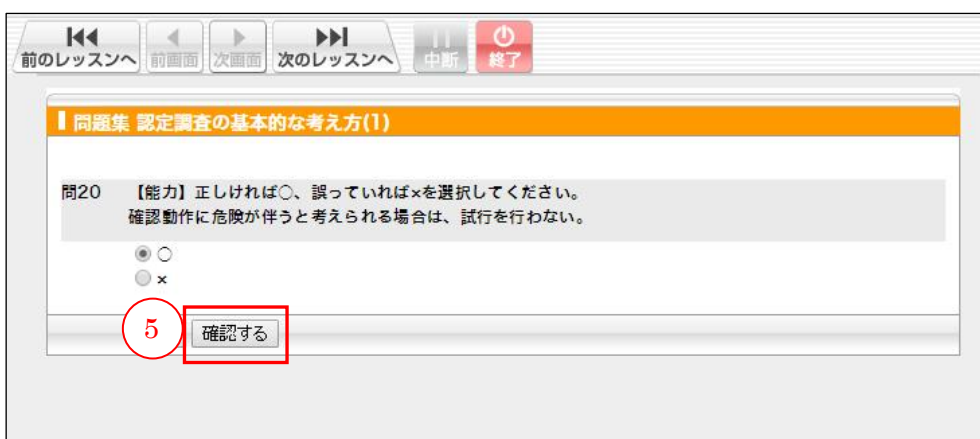 前のレッスンへ 前画面 次画面 次のレッスンへ 中断 終了
問題集 認定調査の基本的な考え方(1)
問20 【能力】正しければ○、誤っていれば×を選択してください。
確認動作に危険が伴うと考えられる場合は、試行を行わない。
○
×
5 確認する